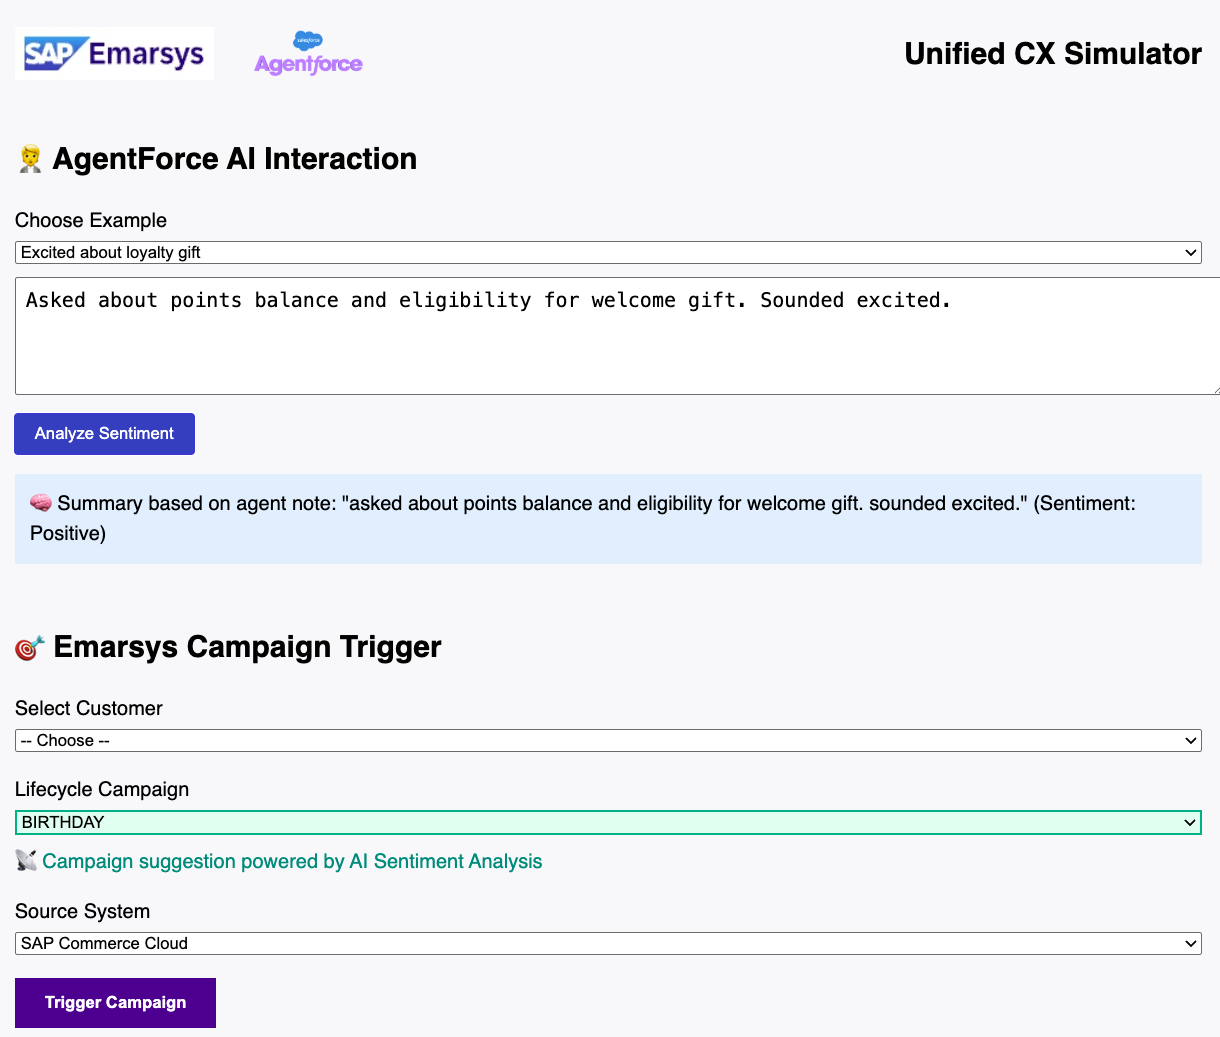 SAP Emarsys
salesforce
Agentforce
Unified CX Simulator
AgentForce AI Interaction
Choose Example
Excited about loyalty gift
Asked about points balance and eligibility for welcome gift. Sounded excited.
Analyze Sentiment
Summary based on agent note: "asked about points balance and eligibility for welcome gift. sounded excited." (Sentiment:
Positive)
Emarsys Campaign Trigger
Select Customer
-- Choose --
Lifecycle Campaign
BIRTHDAY
Campaign suggestion powered by AI Sentiment Analysis
Source System
SAP Commerce Cloud
Trigger Campaign